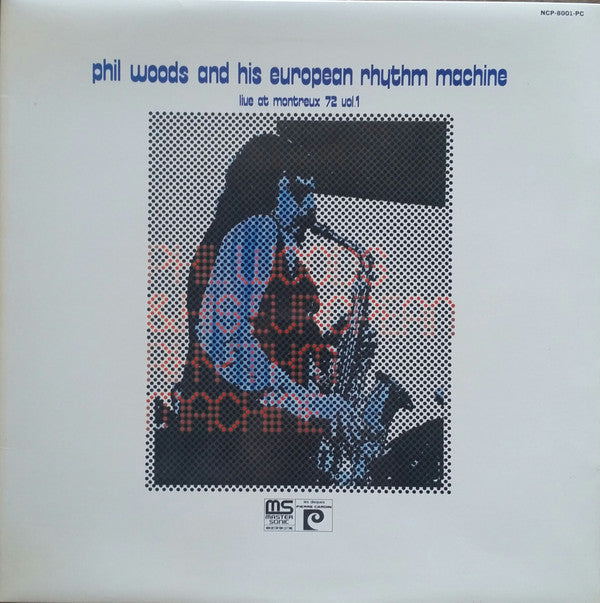 NCP-8001-PC
phil woods and his european rhythm machine
live at montreux 72 vol.1
PHIL WOODS
& HIS EUROPEAN
RHYTHM
MACHINE
MS
MASTER
SONIC
les disques
PIERRE CARDIN